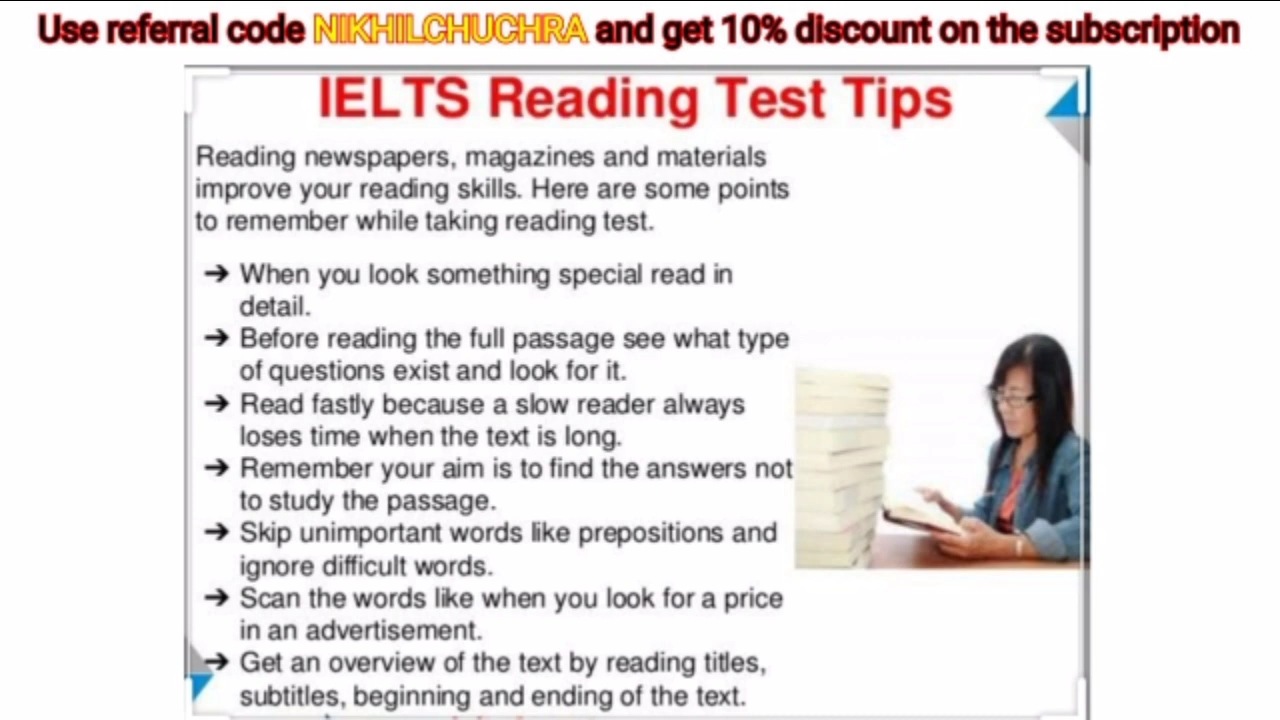 Use referral code NIKHILCHUCHRA and get 10% discount on the subscription
IELTS Reading Test Tips
Reading newspapers, magazines and materials
improve your reading skills. Here are some points
to remember while taking reading test.
➔ When you look something special read in
detail.
➔ Before reading the full passage see what type
of questions exist and look for it.
➔ Read fastly because a slow reader always
loses time when the text is long.
➔ Remember your aim is to find the answers not
to study the passage.
➔ Skip unimportant words like prepositions and
ignore difficult words.
➔ Scan the words like when you look for a price
in an advertisement.
➔ Get an overview of the text by reading titles,
subtitles, beginning and ending of the text.